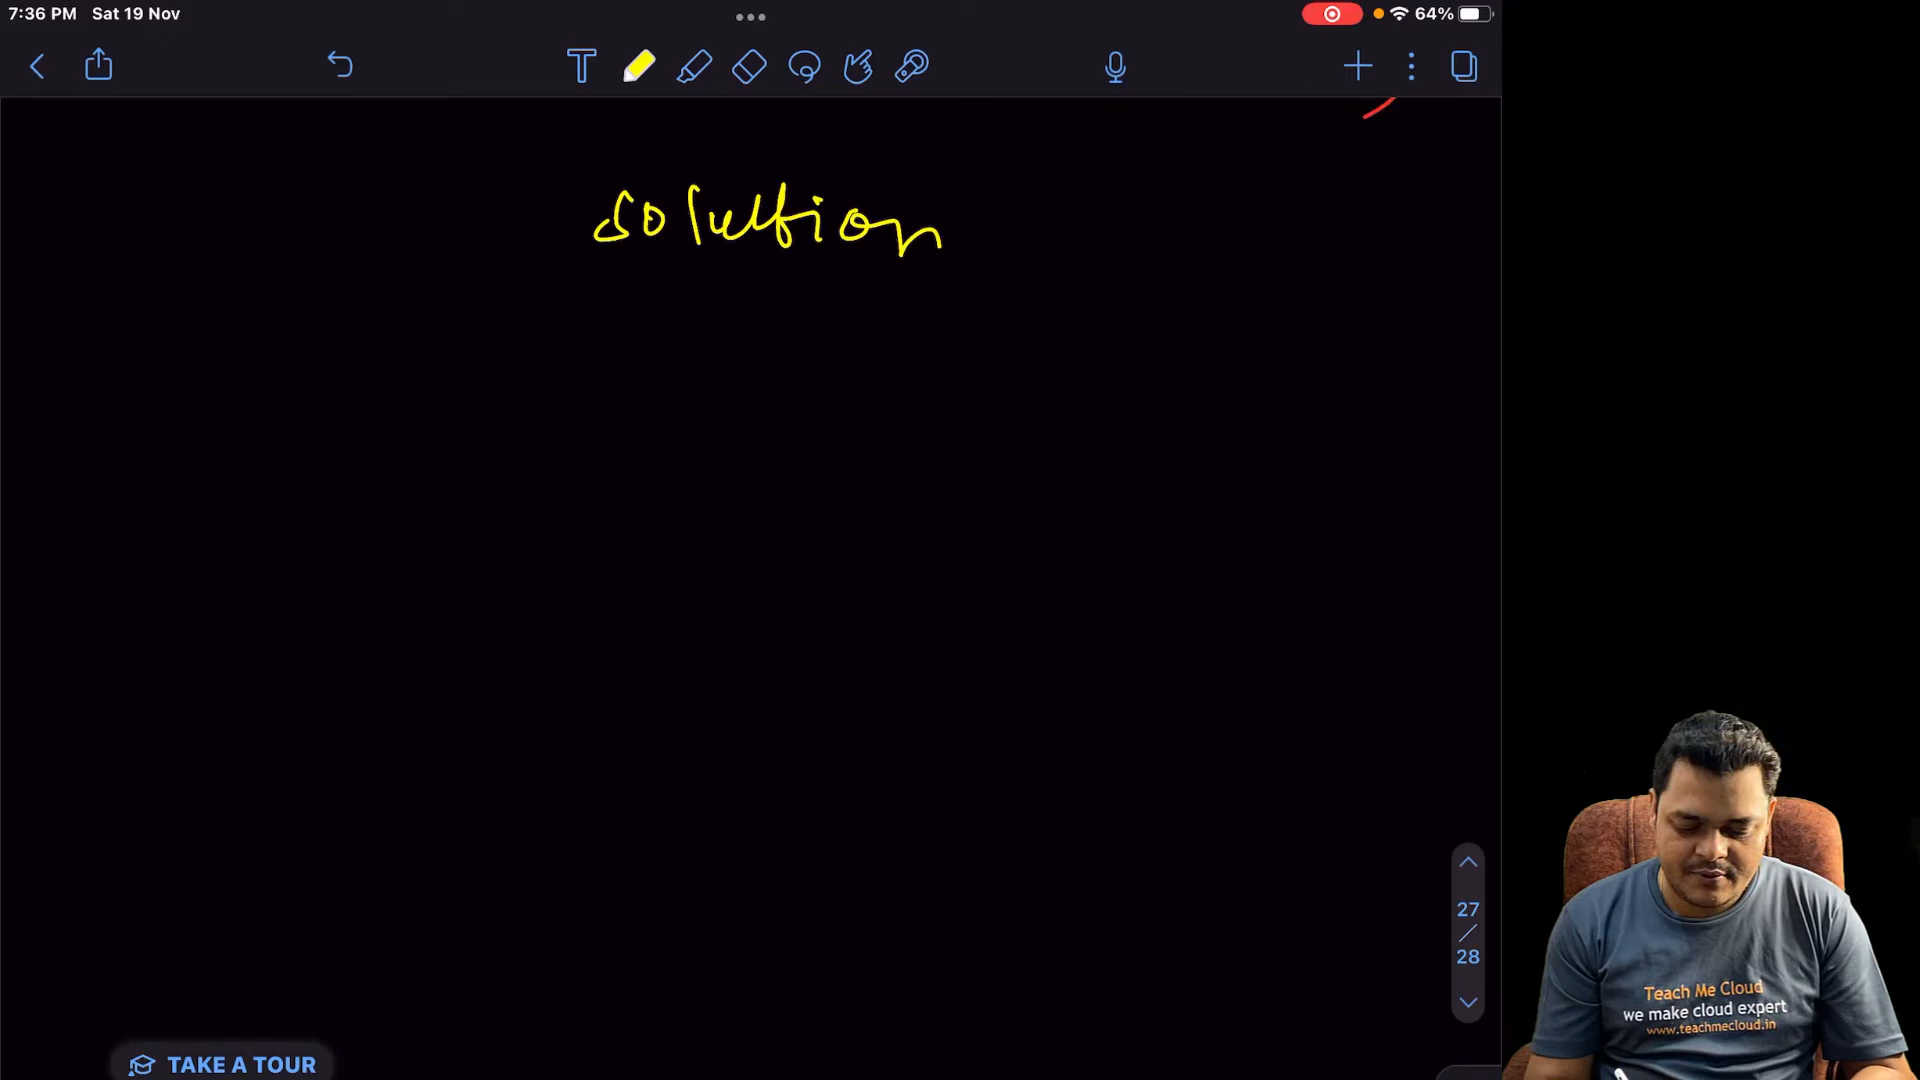 7:36 PM Sat 19 Nov
64%
T
solution
27
/
28
TAKE A TOUR
Teach Me Cloud
we make cloud expert
www.teachmecloud.in